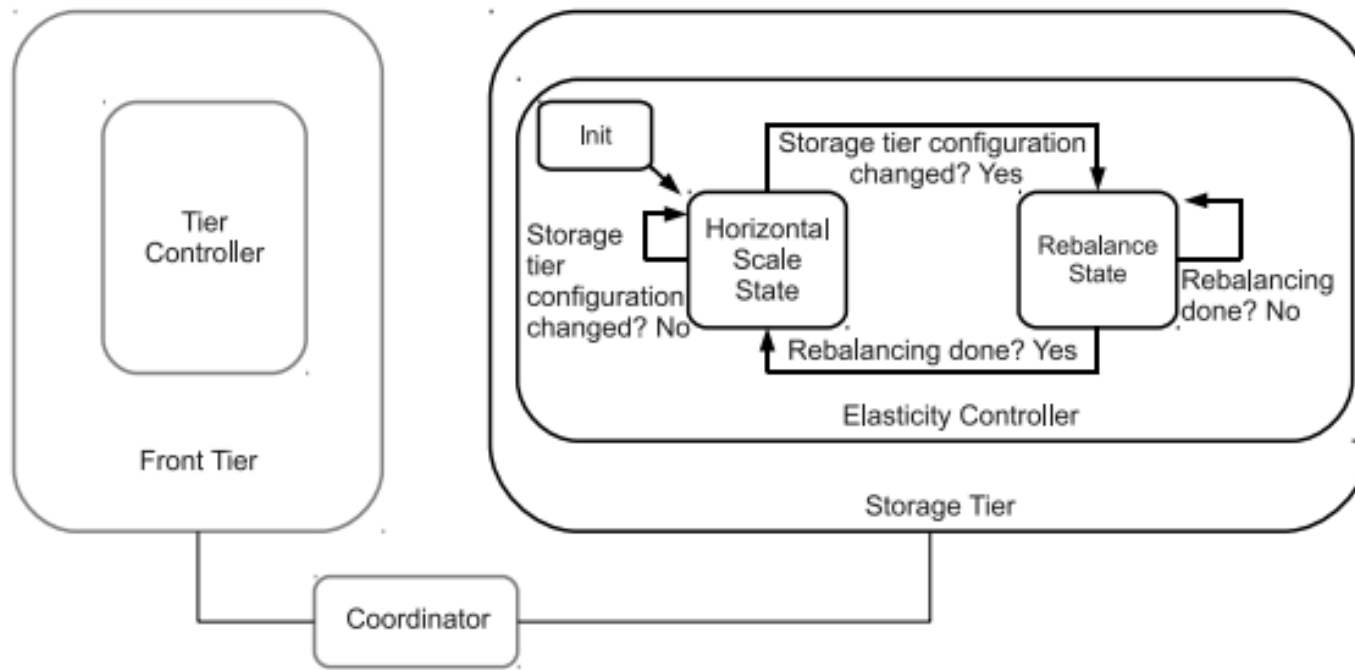 Tier
Controller
Front Tier
Init
Storage tier configuration
changed? Yes
Storage
tier
configuration
changed? No
Horizontal
Scale
State
Rebalance
State
Rebalancing
done? No
Rebalancing done? Yes
Elasticity Controller
Storage Tier
Coordinator